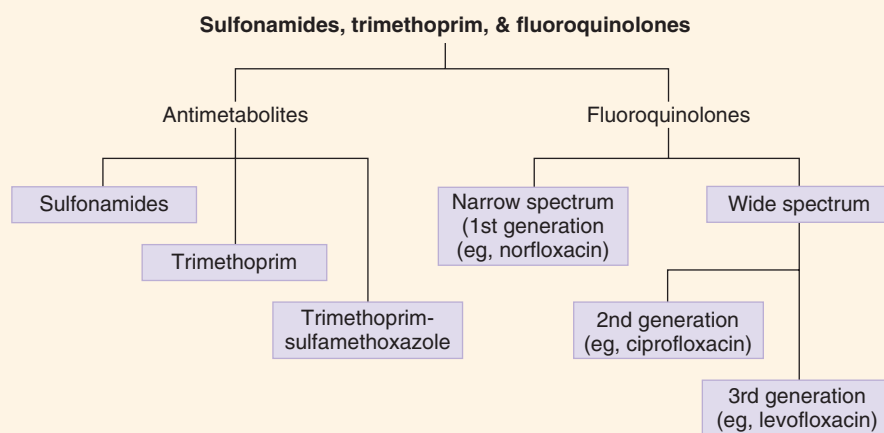 Sulfonamides, trimethoprim, & fluoroquinolones
Antimetabolites
Fluoroquinolones
Sulfonamides
Trimethoprim
Trimethoprim-
sulfamethoxazole
Narrow spectrum
(1st generation
(eg, norfloxacin)
Wide spectrum
2nd generation
(eg, ciprofloxacin)
3rd generation
(eg, levofloxacin)